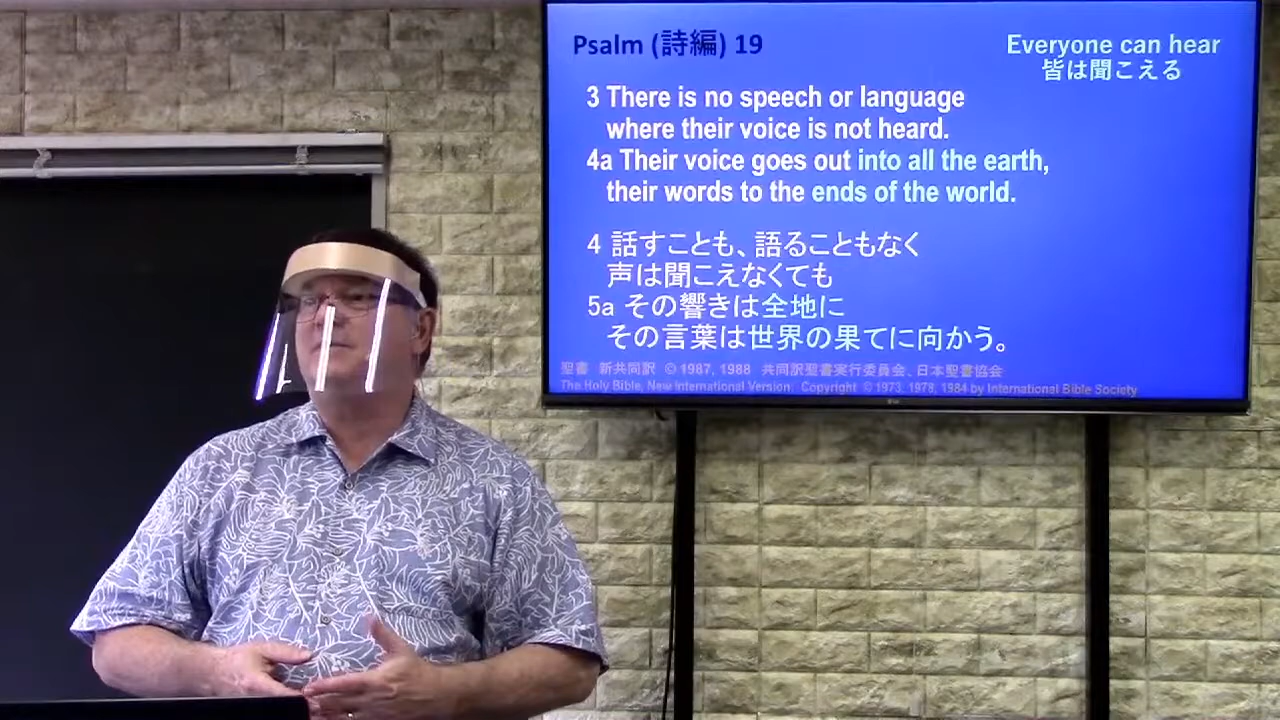 Psalm (詩編) 19
Everyone can hear
皆は聞こえる
3 There is no speech or language
where their voice is not heard.
4a Their voice goes out into all the earth,
their words to the ends of the world.
4 話すことも、語ることもなく
声は聞こえなくても
5a その響きは全地に
その言葉は世界の果てに向かう。
聖書 新共同訳 © 1987, 1988 共同訳聖書実行委員会、日本聖書協会
The Holy Bible, New International Version; Copyright © 1973, 1978, 1984 by International Bible Society